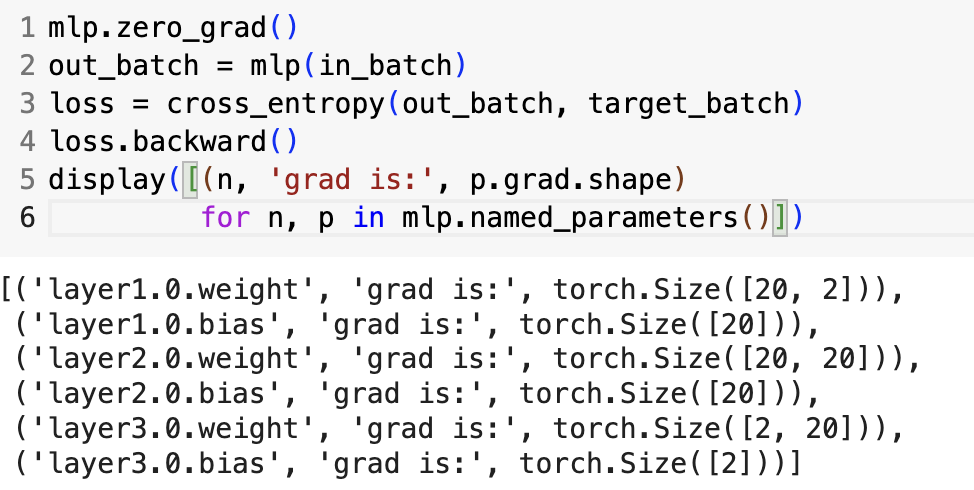 1 mlp.zero_grad()
2 out_batch = mlp(in_batch)
3 loss = cross_entropy(out_batch, target_batch)
4 loss.backward()
5 display([(n, 'grad is:', p.grad.shape)
6          for n, p in mlp.named_parameters()])
[('layer1.0.weight', 'grad is:', torch.Size([20, 2])),
 ('layer1.0.bias', 'grad is:', torch.Size([20])),
 ('layer2.0.weight', 'grad is:', torch.Size([20, 20])),
 ('layer2.0.bias', 'grad is:', torch.Size([20])),
 ('layer3.0.weight', 'grad is:', torch.Size([2, 20])),
 ('layer3.0.bias', 'grad is:', torch.Size([2]))]